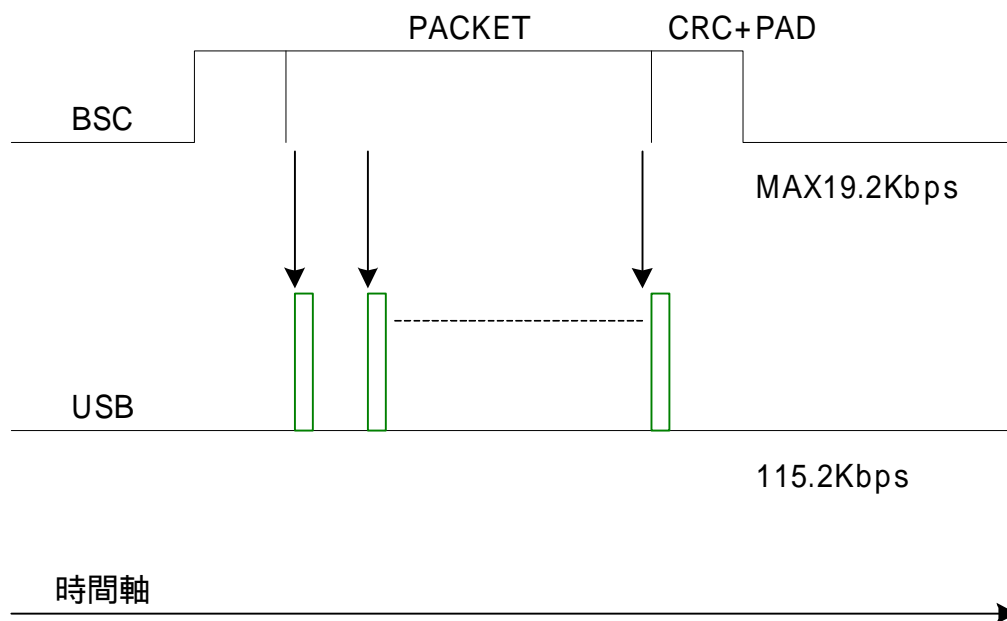 PACKET
CRC+PAD
BSC
MAX19.2Kbps
USB
115.2Kbps
時間軸